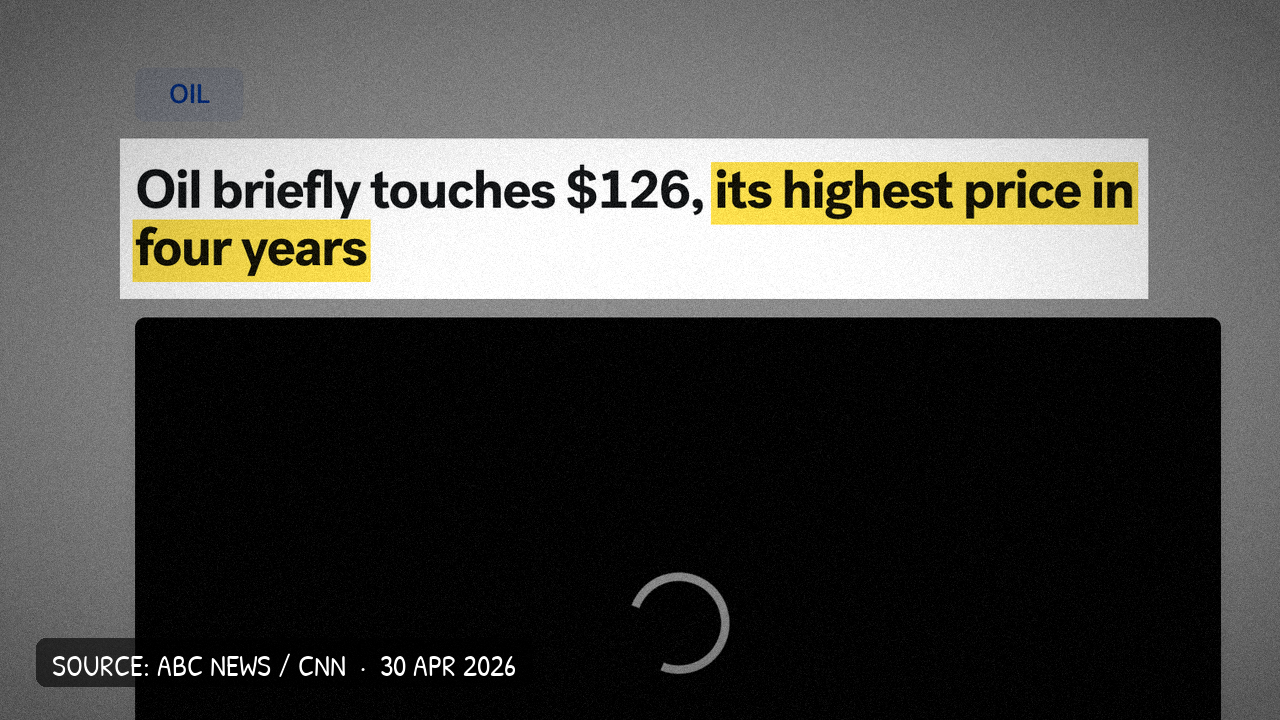 OIL
Oil briefly touches $126, its highest price in
four years
SOURCE: ABC NEWS / CNN · 30 APR 2026